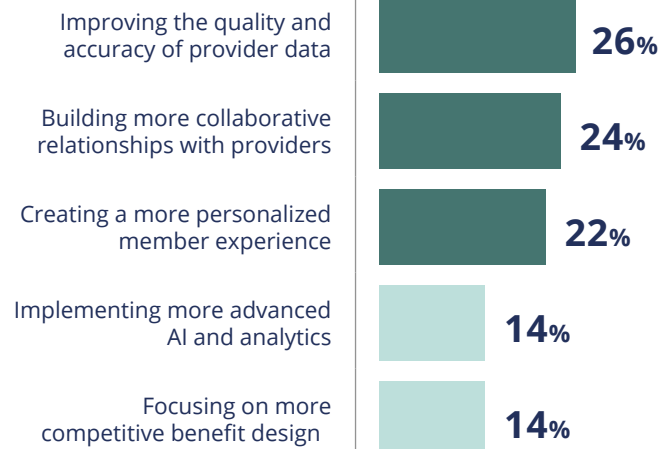 Improving the quality and
accuracy of provider data
26%
Building more collaborative
relationships with providers
24%
Creating a more personalized
member experience
22%
Implementing more advanced
AI and analytics
14%
Focusing on more
competitive benefit design
14%